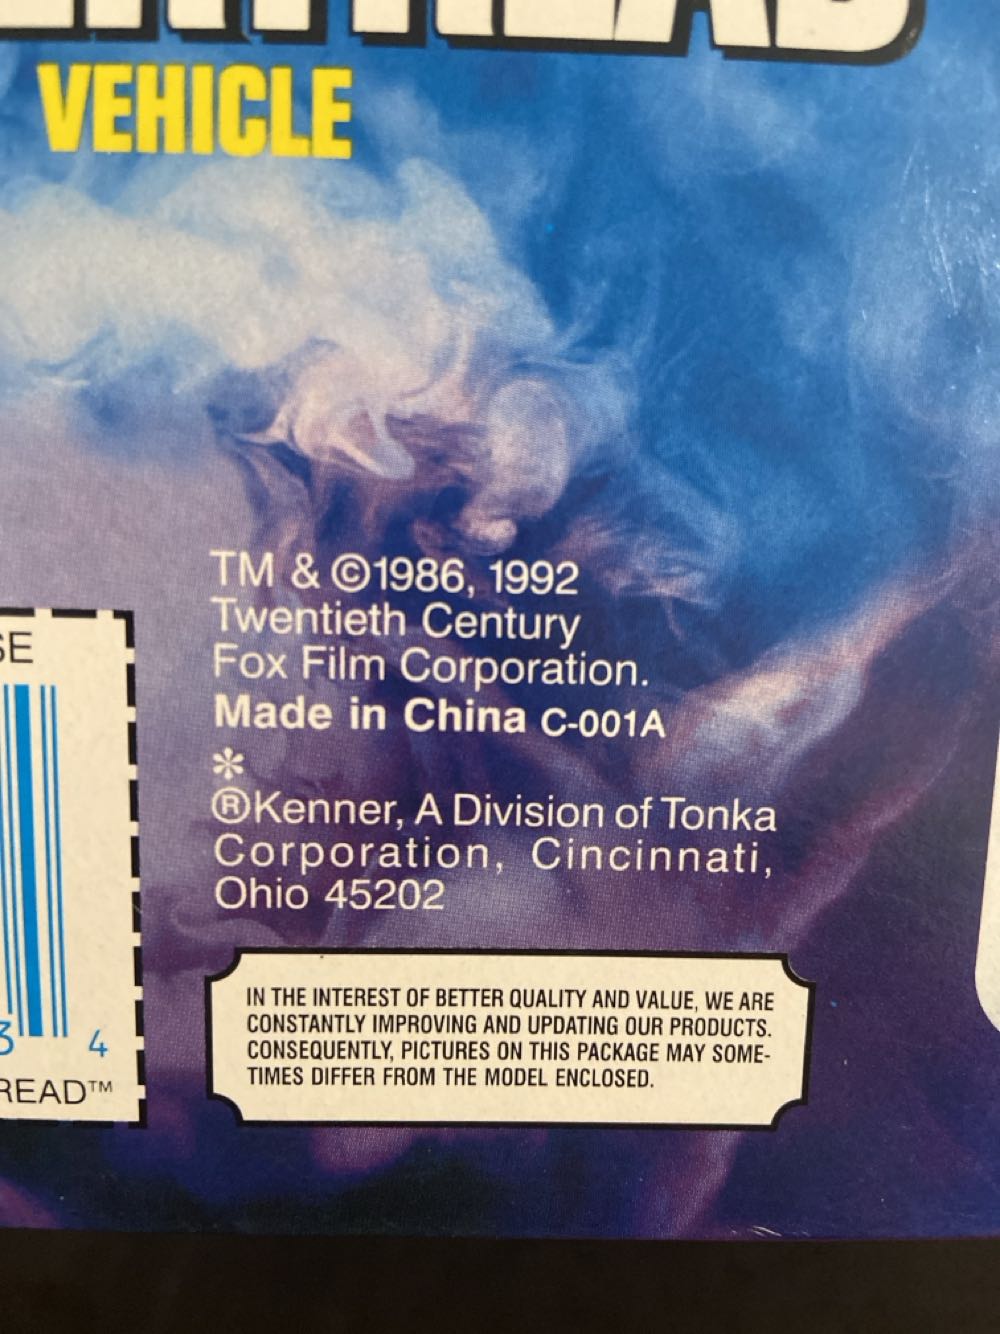 VEHICLE
TM & ©1986, 1992
Twentieth Century
Fox Film Corporation.
Made in China C-001A
*
®Kenner, A Division of Tonka
Corporation, Cincinnati,
Ohio 45202
IN THE INTEREST OF BETTER QUALITY AND VALUE, WE ARE
CONSTANTLY IMPROVING AND UPDATING OUR PRODUCTS.
CONSEQUENTLY, PICTURES ON THIS PACKAGE MAY SOME-
TIMES DIFFER FROM THE MODEL ENCLOSED.
4
READ™